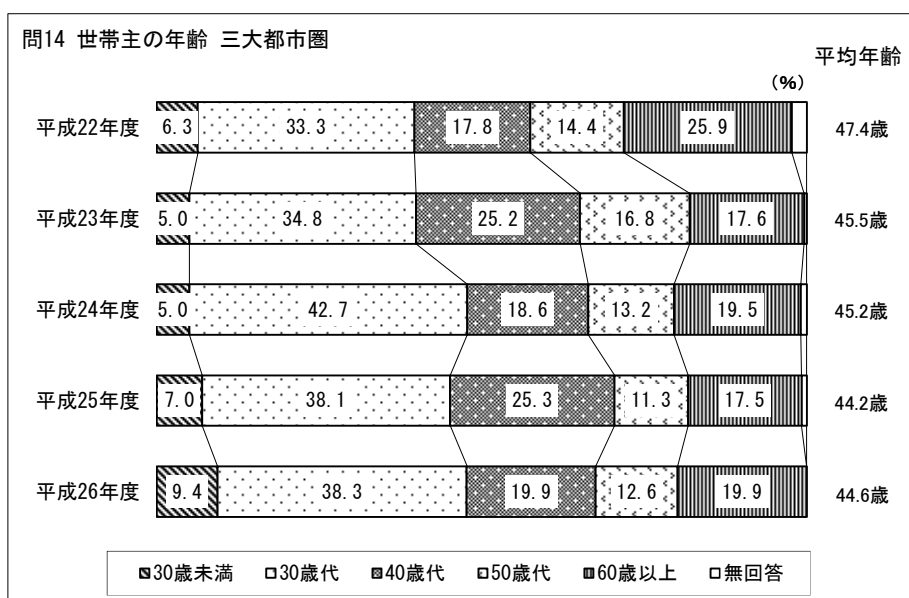 問14 世帯主の年齢 三大都市圏
平均年齢
(%)
平成22年度 6.3 33.3 17.8 14.4 25.9 47.4歳
平成23年度 5.0 34.8 25.2 16.8 17.6 45.5歳
平成24年度 5.0 42.7 18.6 13.2 19.5 45.2歳
平成25年度 7.0 38.1 25.3 11.3 17.5 44.2歳
平成26年度 9.4 38.3 19.9 12.6 19.9 44.6歳
30歳未満 30歳代 40歳代 50歳代 60歳以上 無回答